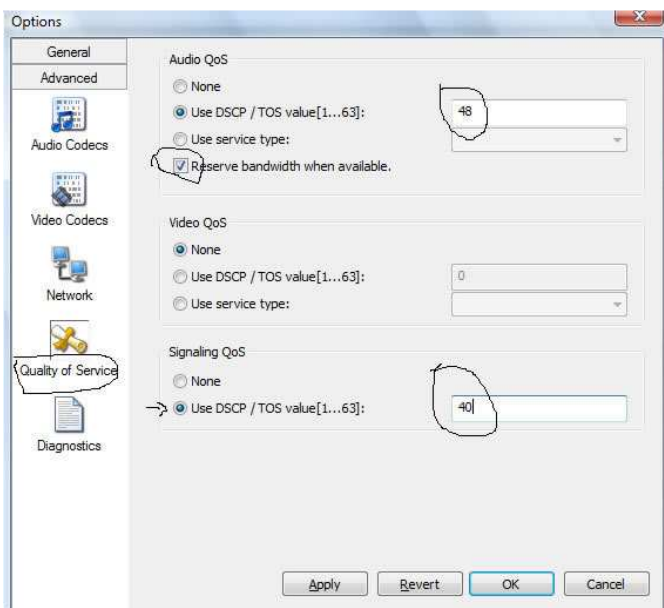 Options
General
Advanced
Audio Codecs
Video Codecs
Network
Quality of Service
Diagnostics
Audio QoS
None
Use DSCP / TOS value[1...63]: 48
Use service type:
Reserve bandwidth when available.
Video QoS
None
Use DSCP / TOS value[1...63]: 0
Use service type:
Signaling QoS
None
Use DSCP / TOS value[1...63]: 40
Apply Revert OK Cancel